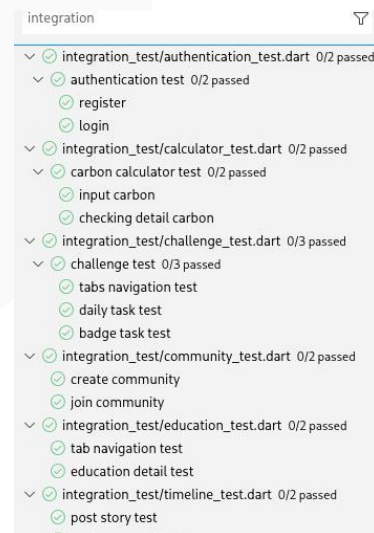 integration
integration_test/authentication_test.dart 0/2 passed
authentication test 0/2 passed
register
login
integration_test/calculator_test.dart 0/2 passed
carbon calculator test 0/2 passed
input carbon
checking detail carbon
integration_test/challenge_test.dart 0/3 passed
challenge test 0/3 passed
tabs navigation test
daily task test
badge task test
integration_test/community_test.dart 0/2 passed
create community
join community
integration_test/education_test.dart 0/2 passed
tab navigation test
education detail test
integration_test/timeline_test.dart 0/2 passed
post story test